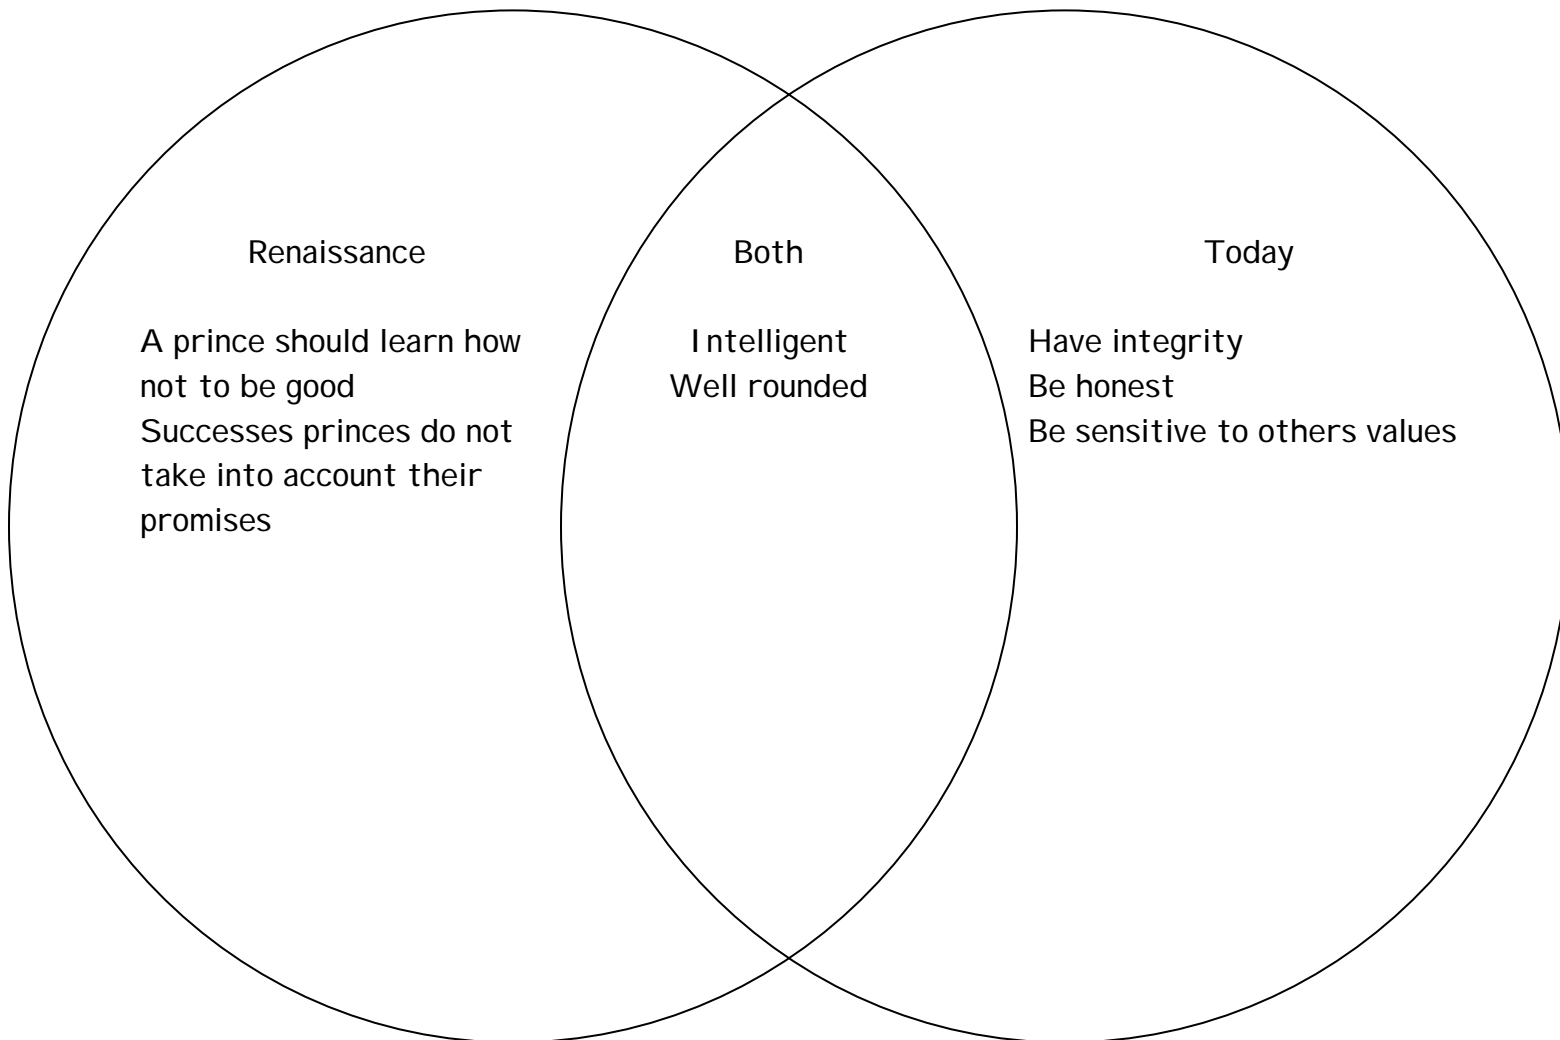 Renaissance
A prince should learn how
not to be good
Successes princes do not
take into account their
promises
Both
Intelligent
Well rounded
Today
Have integrity
Be honest
Be sensitive to others values